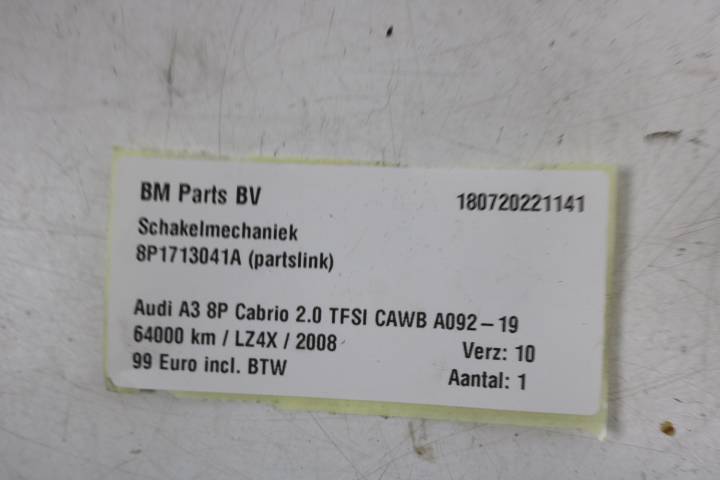 BM Parts BV
180720221141
Schakelmechaniek
8P1713041A (partslink)
Audi A3 8P Cabrio 2.0 TFSI CAWB A092-19
64000 km / LZ4X / 2008
Verz: 10
99 Euro incl. BTW
Aantal: 1